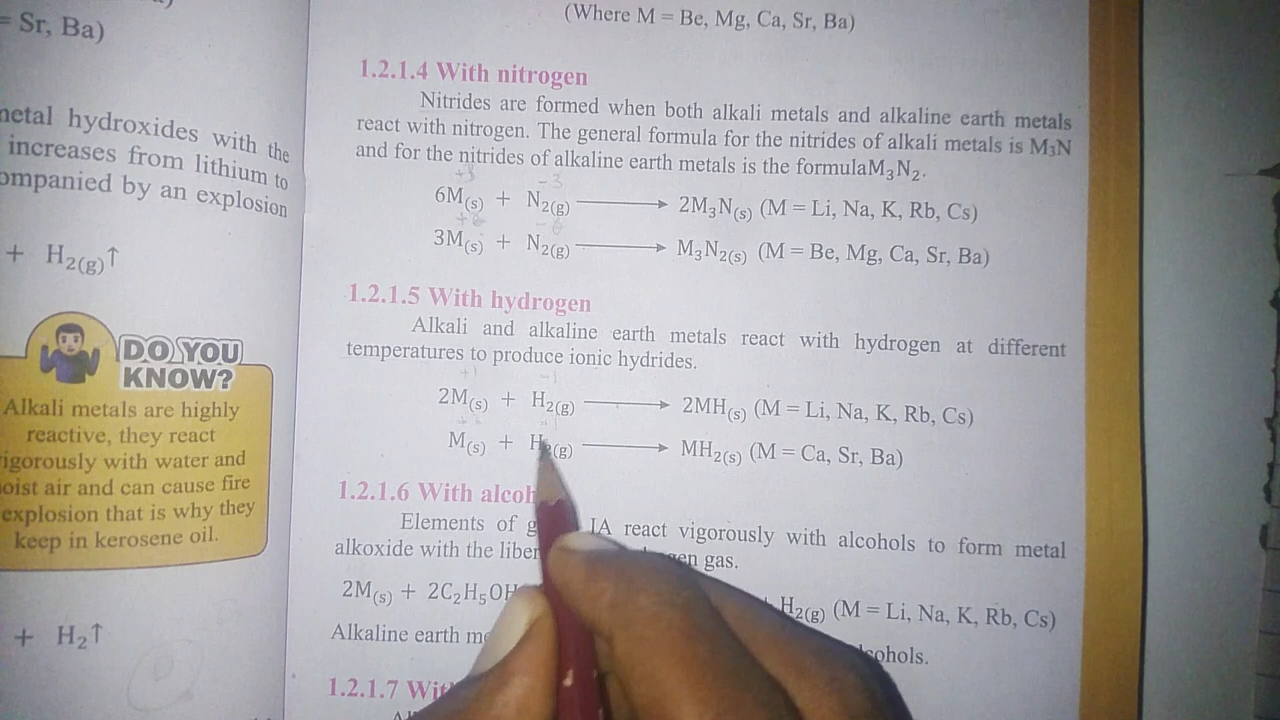 = Sr, Ba)
metal hydroxides with the
increases from lithium to
ompanied by an explosion
+ H₂(g)↑
DO YOU
KNOW?
Alkali metals are highly
reactive, they react
igorously with water and
oist air and can cause fire
explosion that is why they
keep in kerosene oil.
+ H₂↑
(Where M = Be, Mg, Ca, Sr, Ba)
1.2.1.4 With nitrogen
Nitrides are formed when both alkali metals and alkaline earth metals
react with nitrogen. The general formula for the nitrides of alkali metals is M₃N
and for the nitrides of alkaline earth metals is the formulaM₃N₂.
+3 -3
6M(s) + N₂(g) ⟶ 2M₃N(s) (M = Li, Na, K, Rb, Cs)
3M(s) + N₂(g) ⟶ M₃N₂(s) (M = Be, Mg, Ca, Sr, Ba)
1.2.1.5 With hydrogen
Alkali and alkaline earth metals react with hydrogen at different
temperatures to produce ionic hydrides.
+1 -1
2M(s) + H₂(g) ⟶ 2MH(s) (M = Li, Na, K, Rb, Cs)
M(s) + H₂(g) ⟶ MH₂(s) (M = Ca, Sr, Ba)
1.2.1.6 With alcoh
Elements of g IA react vigorously with alcohols to form metal
alkoxide with the liber gen gas.
2M(s) + 2C₂H₅OH + H₂(g) (M = Li, Na, K, Rb, Cs)
Alkaline earth me cohols.
1.2.1.7 Wit